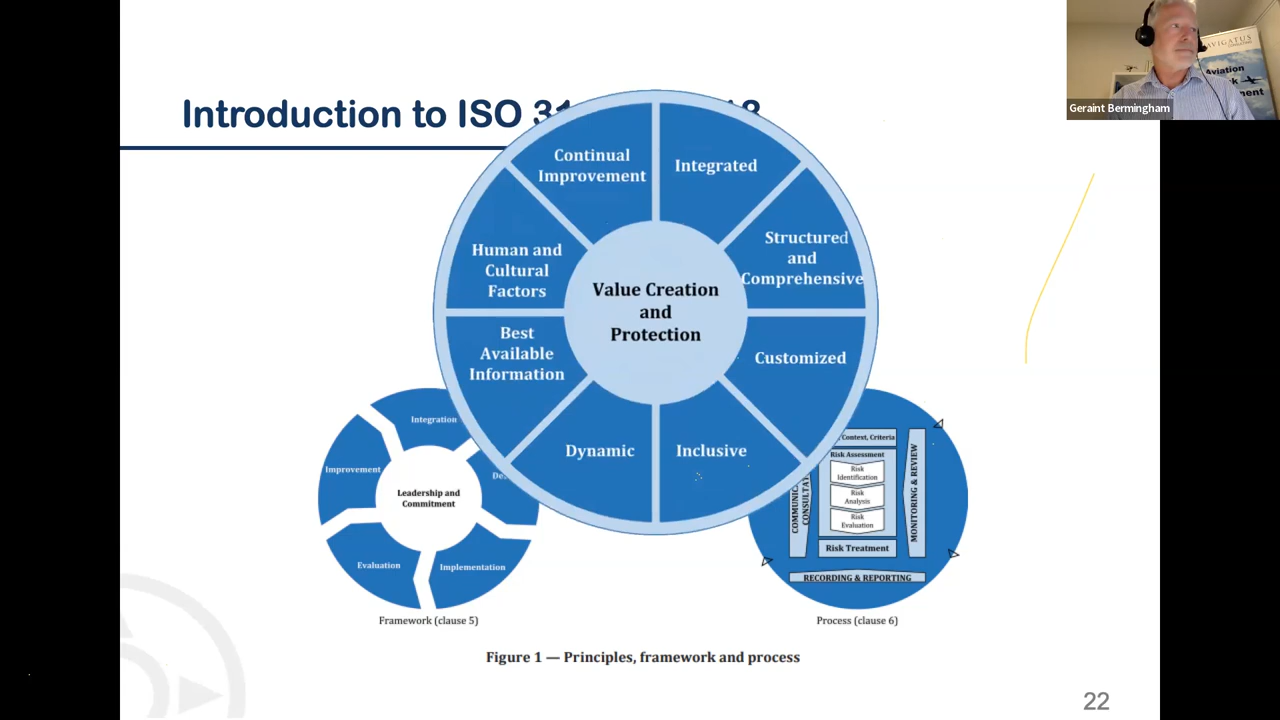 Introduction to ISO 31
Geraint Bermingham
AVIGATUS
Aviation
Continual
Improvement
Integrated
Human and
Cultural
Factors
Structured
and
Comprehensive
Value Creation
and
Protection
Best
Available
Information
Customized
Dynamic
Inclusive
Integration
Improvement
Leadership and
Commitment
Evaluation
Implementation
Framework (clause 5)
Context, Criteria
Risk Assessment
Risk
Identification
Risk
Analysis
Risk
Evaluation
Risk Treatment
MONITORING & REVIEW
RECORDING & REPORTING
Process (clause 6)
Figure 1 — Principles, framework and process
22